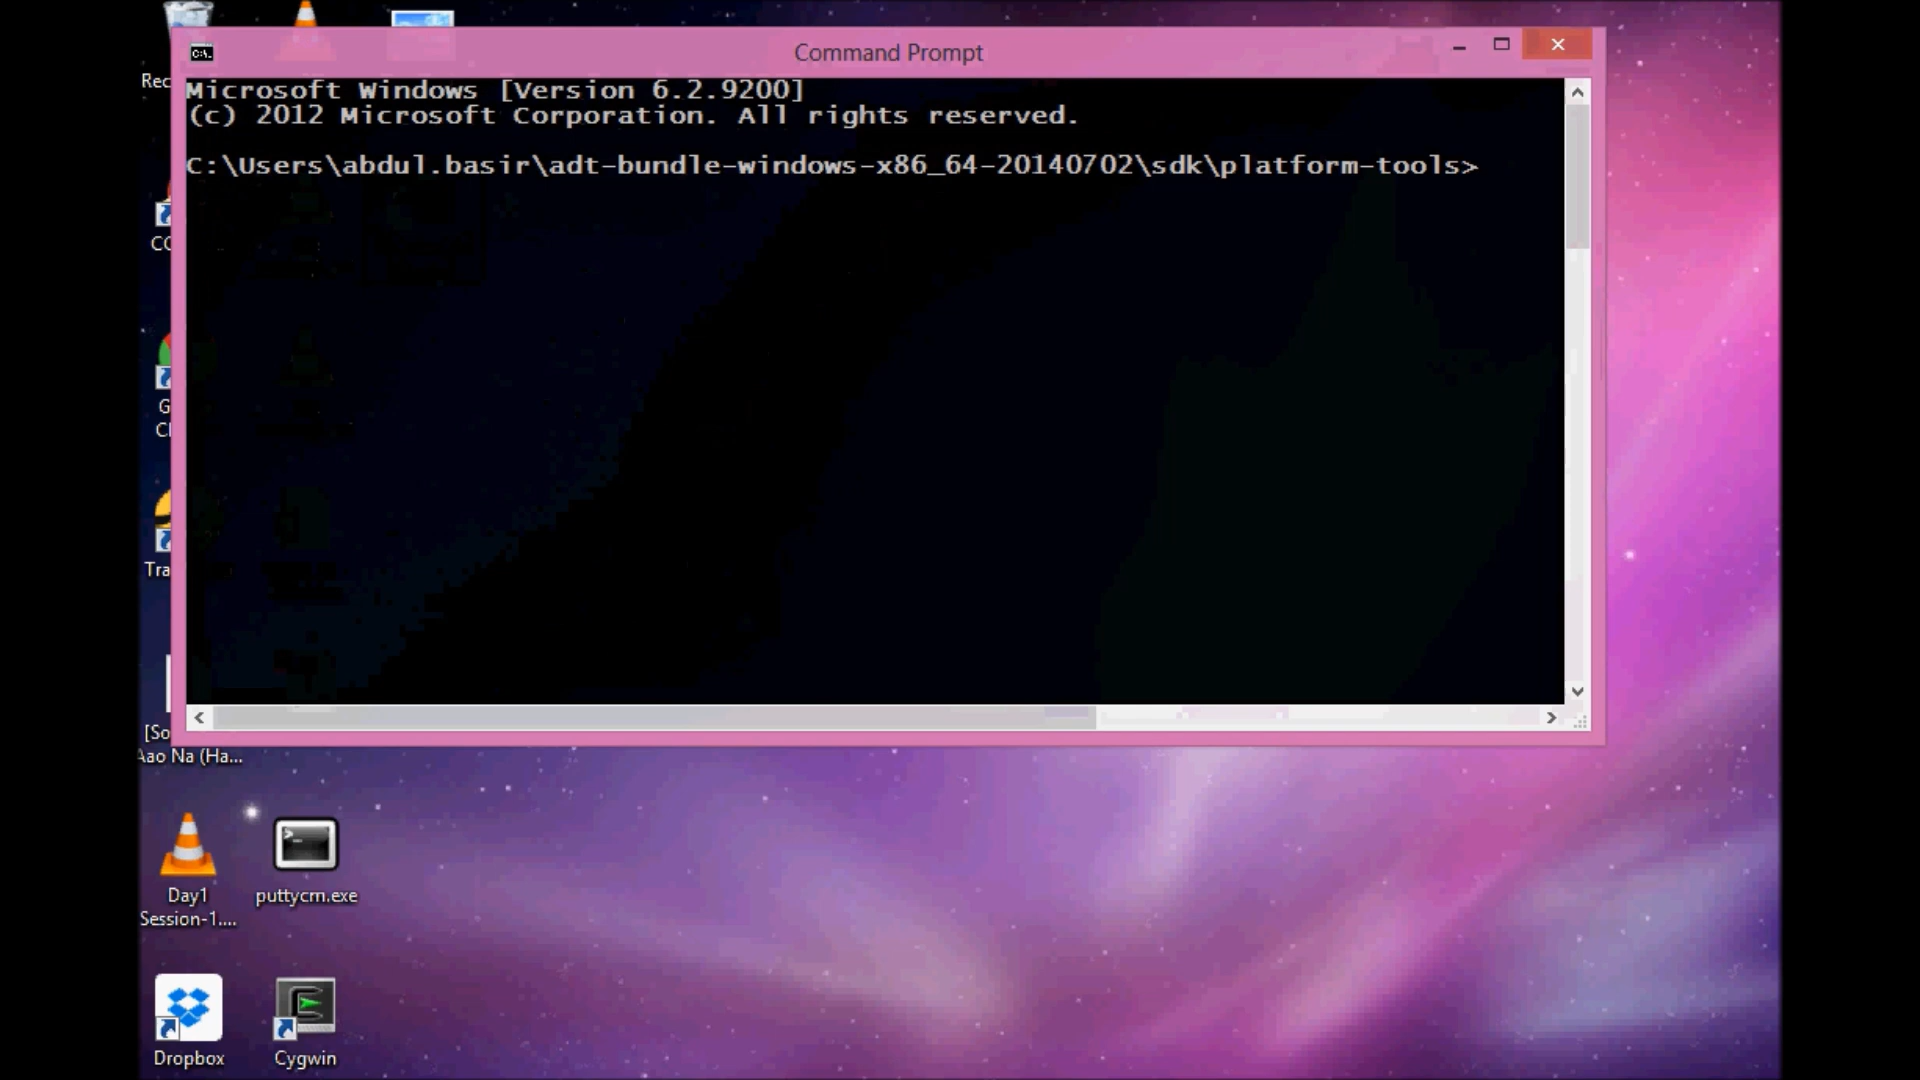 Command Prompt
Microsoft Windows [Version 6.2.9200]
(c) 2012 Microsoft Corporation. All rights reserved.
C:\Users\abdul.basir\adt-bundle-windows-x86_64-20140702\sdk\platform-tools>
Rec
CC
G
Tra
[So
Aao Na (Ha...
Day1
Session-1....
puttycm.exe
Dropbox
Cygwin